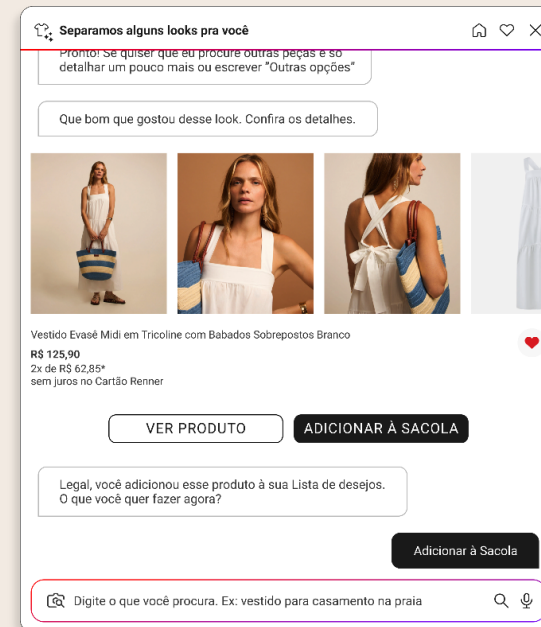 Separamos alguns looks pra você
Pronto! Se quiser que eu procure outras peças é só
detalhar um pouco mais ou escrever "Outras opções"
Que bom que gostou desse look. Confira os detalhes.
Vestido Evasê Midi em Tricoline com Babados Sobrepostos Branco
R$ 125,90
2x de R$ 62,85*
sem juros no Cartão Renner
VER PRODUTO
ADICIONAR À SACOLA
Legal, você adicionou esse produto à sua Lista de desejos.
O que você quer fazer agora?
Adicionar à Sacola
Digite o que você procura. Ex: vestido para casamento na praia